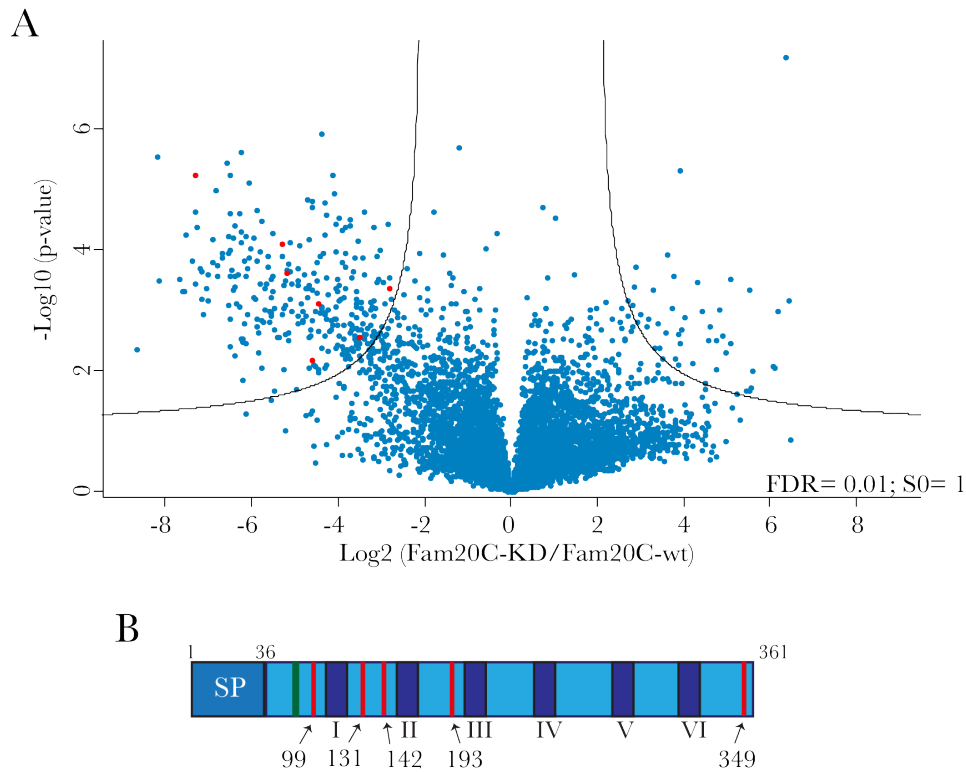 A
-Log10 (p-value)
6
4
2
0
FDR= 0.01; S0= 1
-8 -6 -4 -2 0 2 4 6 8
Log2 (Fam20C-KD/Fam20C-wt)
B
1 36 361
SP
I II III IV V VI
99 131 142 193 349